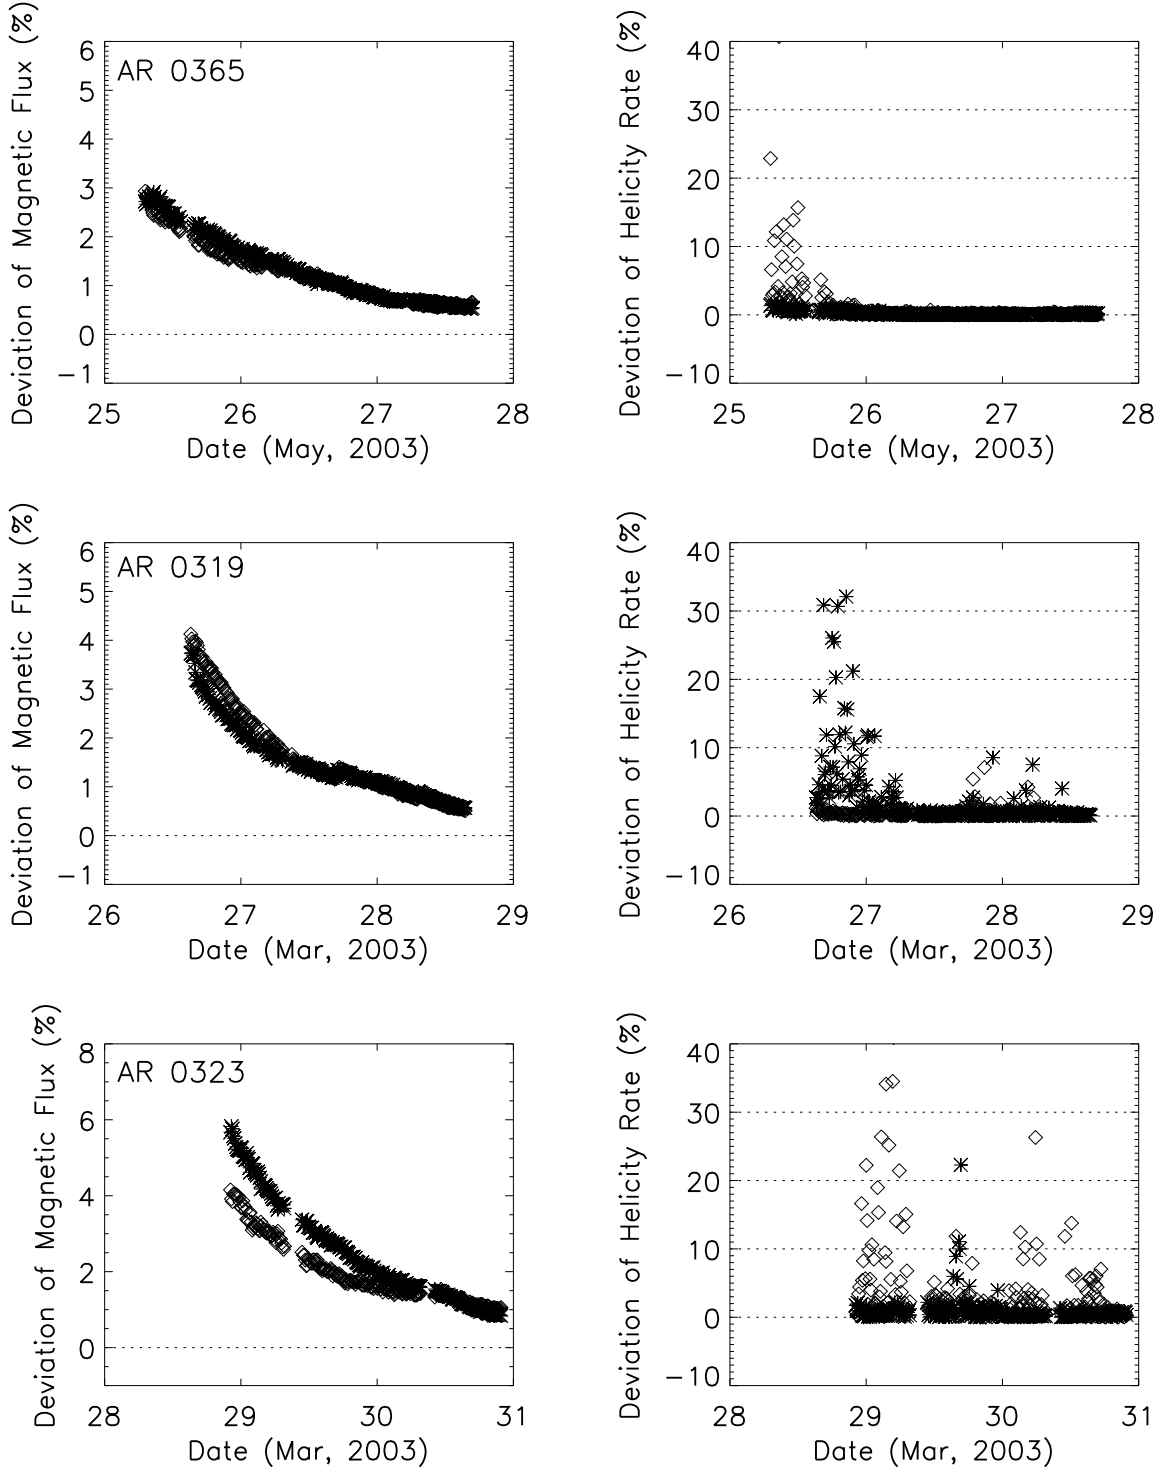 Deviation of Magnetic Flux (%)
6
5
4
3
2
1
0
−1
AR 0365
25 26 27 28
Date (May, 2003)
Deviation of Helicity Rate (%)
40
30
20
10
0
−10
25 26 27 28
Date (May, 2003)
Deviation of Magnetic Flux (%)
6
5
4
3
2
1
0
−1
AR 0319
26 27 28 29
Date (Mar, 2003)
Deviation of Helicity Rate (%)
40
30
20
10
0
−10
26 27 28 29
Date (Mar, 2003)
Deviation of Magnetic Flux (%)
8
6
4
2
0
AR 0323
28 29 30 31
Date (Mar, 2003)
Deviation of Helicity Rate (%)
40
30
20
10
0
−10
28 29 30 31
Date (Mar, 2003)